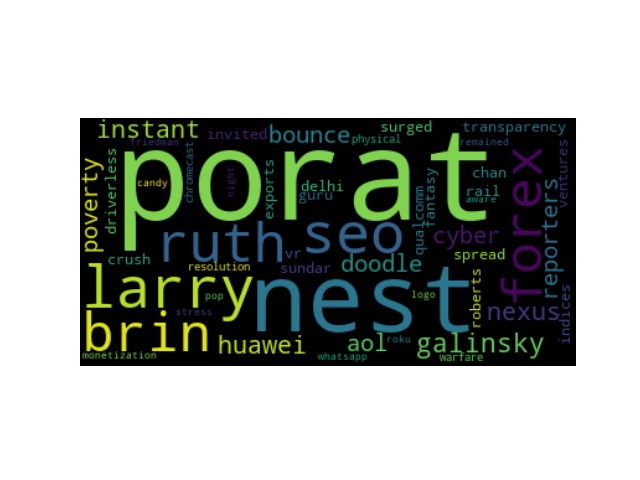 instant invited bounce surged transparency
friedman physical remained
porat
driverless chromecast candy night exports delhi guru fantasy chan rail aware ventures
poverty ruth seo qualcomm cyber forex reporters
crush resolution vr sundar doodle spread
larry pop nest logo roberts nexus indices
brin stress huawei aol roku galinsky
monetization whatsapp warfare